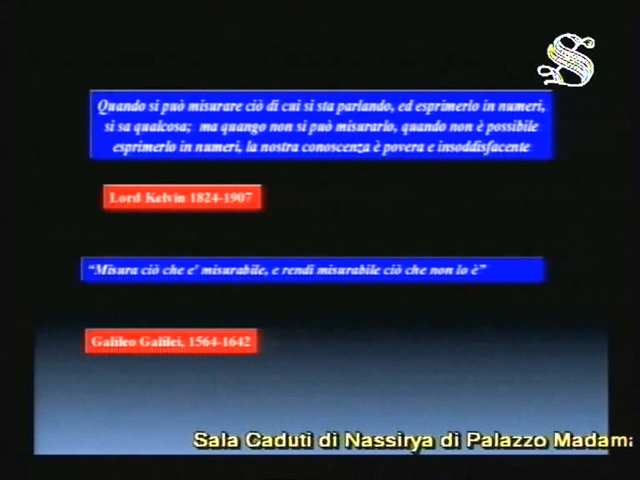 S
Quando si può misurare ciò di cui si sta parlando, ed esprimerlo in numeri,
si sa qualcosa; ma quango non si può misurarlo, quando non è possibile
esprimerlo in numeri, la nostra conoscenza è povera e insoddisfacente
Lord Kelvin 1824-1907
“Misura ciò che e' misurabile, e rendi misurabile ciò che non lo è”
Galileo Galilei, 1564-1642
Sala Caduti di Nassirya di Palazzo Madama